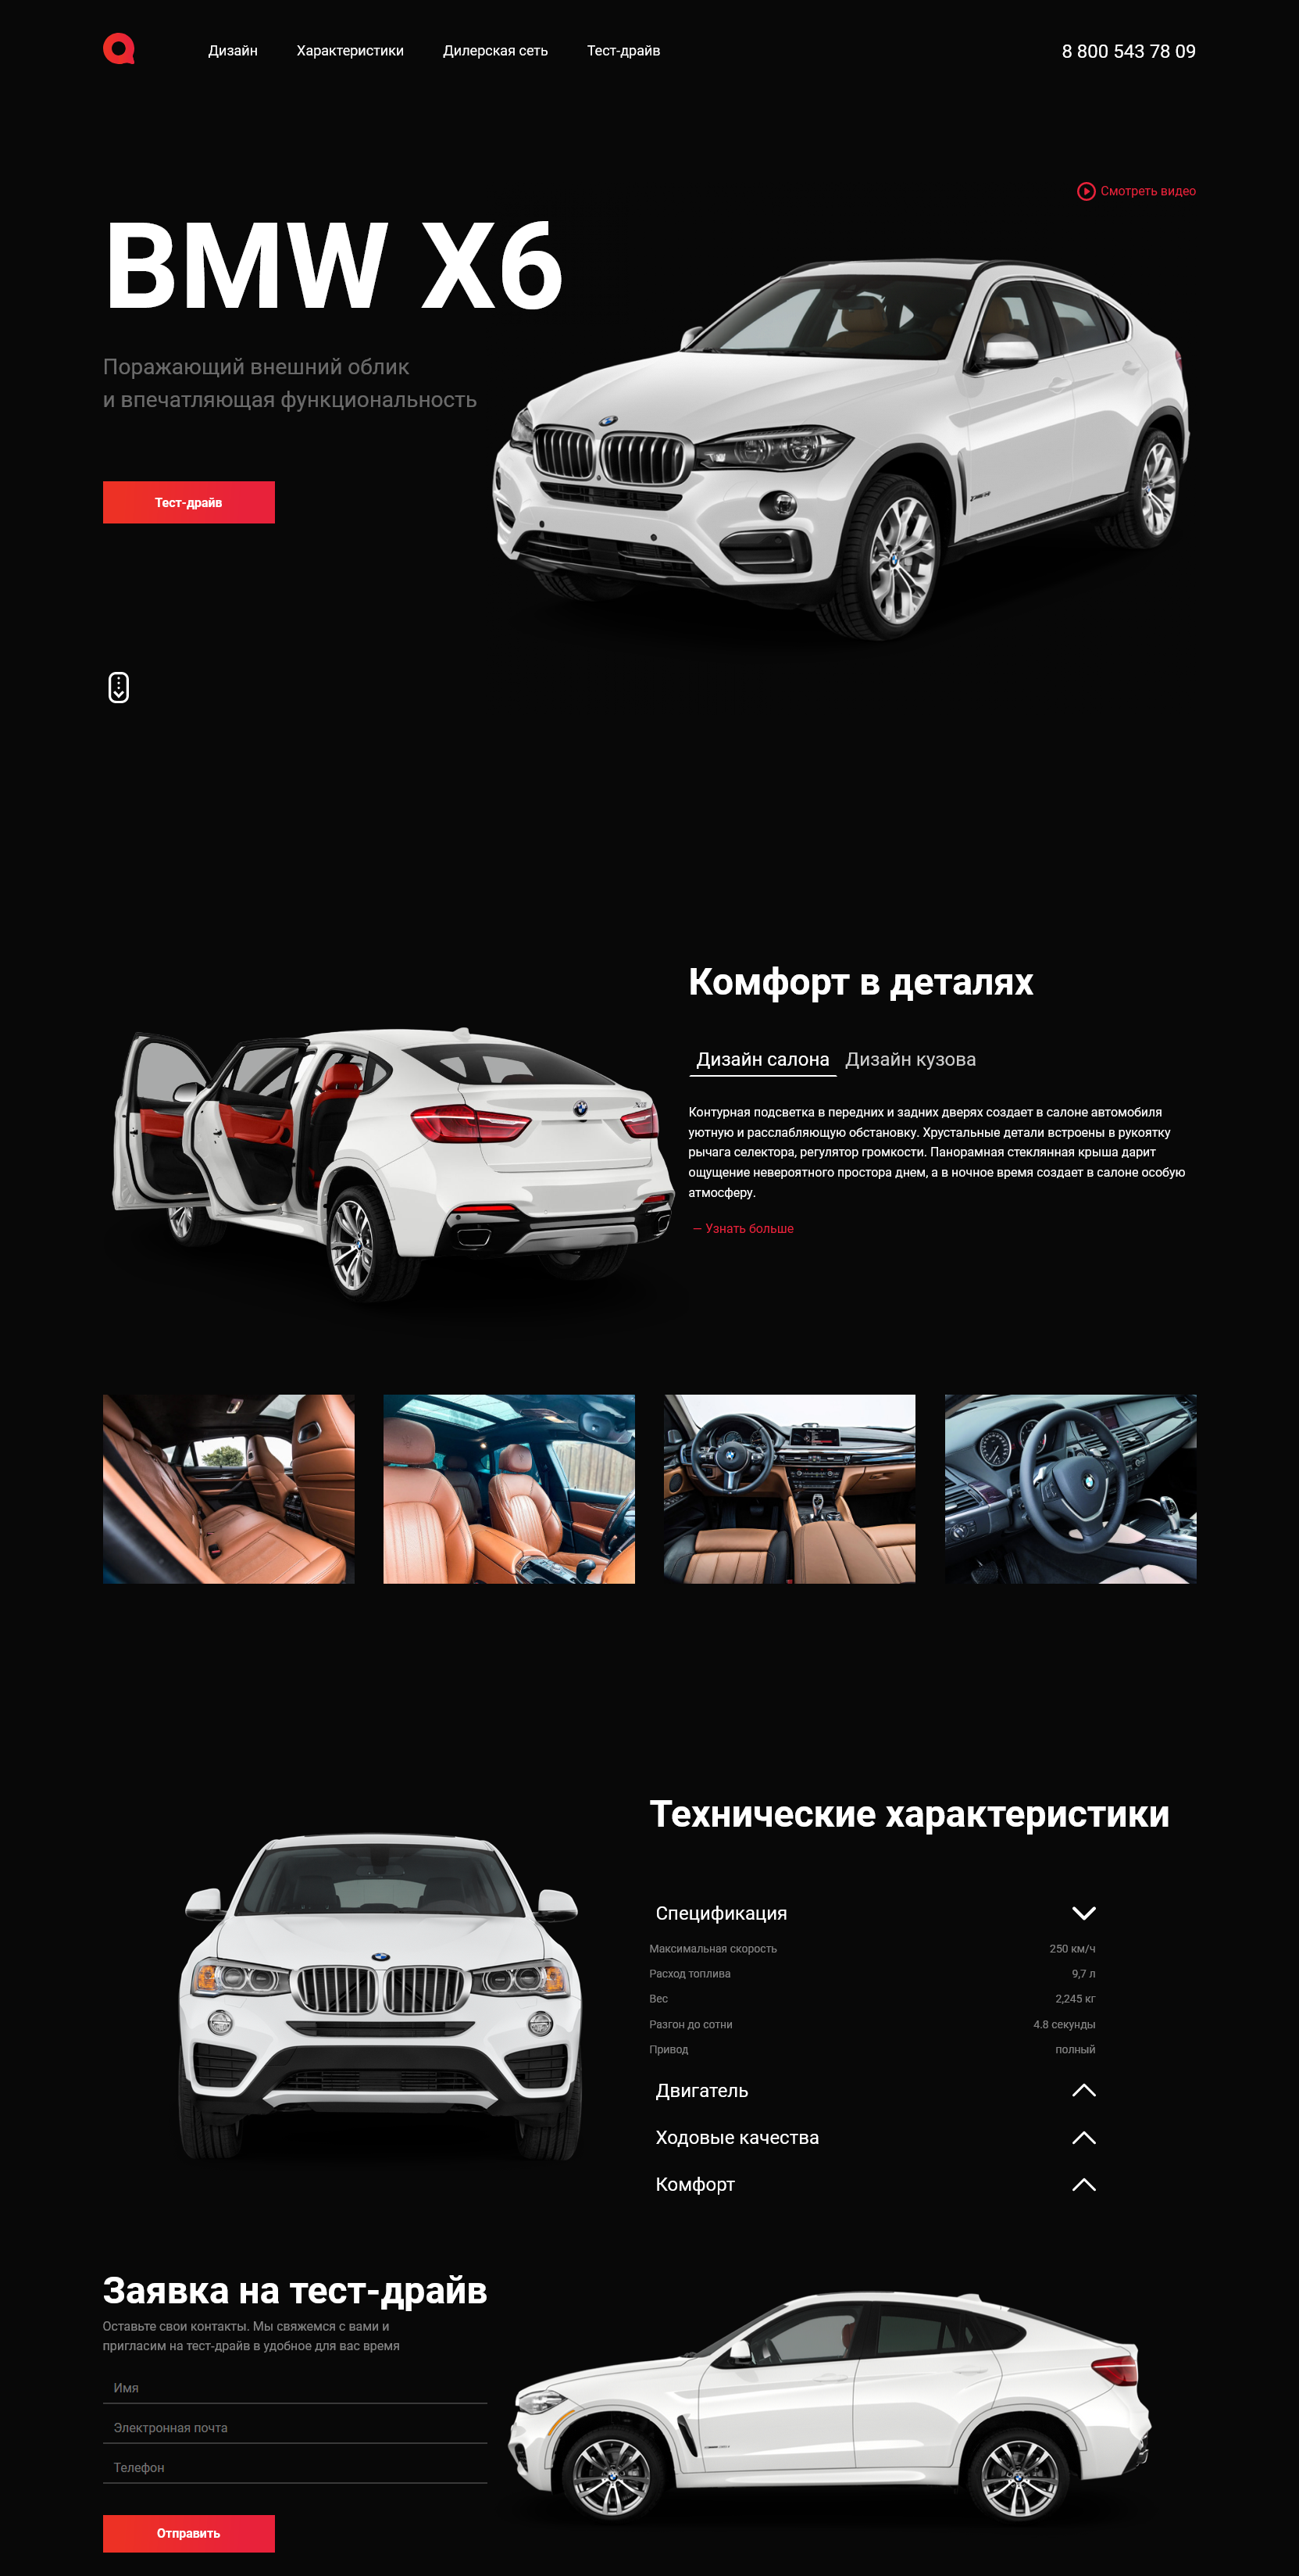 Дизайн
Характеристики
Дилерская сеть
Тест-драйв
8 800 543 78 09
Смотреть видео
BMW X6
Поражающий внешний облик
и впечатляющая функциональность
Тест-драйв
Комфорт в деталях
Дизайн салона
Дизайн кузова
Контурная подсветка в передних и задних дверях создает в салоне автомобиля
уютную и расслабляющую обстановку. Хрустальные детали встроены в рукоятку
рычага селектора, регулятор громкости. Панорамная стеклянная крыша дарит
ощущение невероятного простора днем, а в ночное время создает в салоне особую
атмосферу.
— Узнать больше
Технические характеристики
Спецификация
Максимальная скорость 250 км/ч
Расход топлива 9,7 л
Вес 2,245 кг
Разгон до сотни 4.8 секунды
Привод полный
Двигатель
Ходовые качества
Комфорт
Заявка на тест-драйв
Оставьте свои контакты. Мы свяжемся с вами и
пригласим на тест-драйв в удобное для вас время
Имя
Электронная почта
Телефон
Отправить